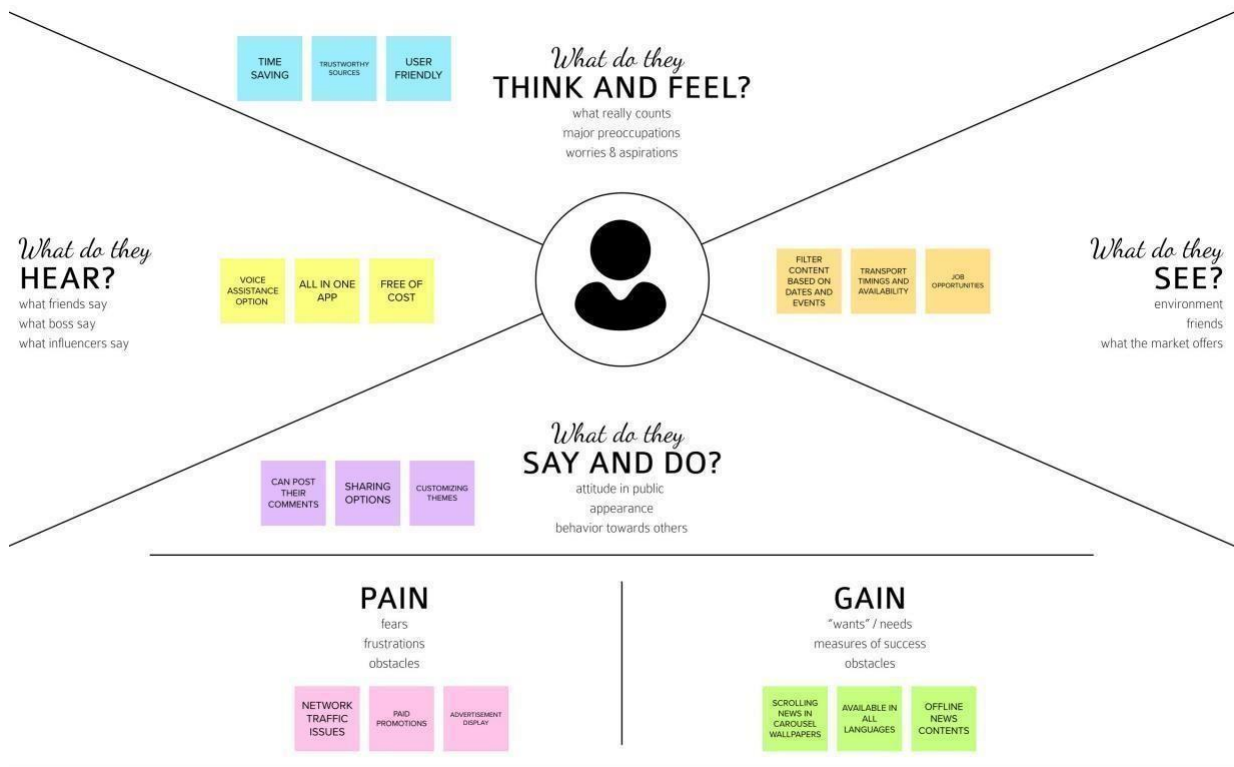 TIME
SAVING
TRUSTWORTHY
SOURCES
USER
FRIENDLY
What do they
THINK AND FEEL?
what really counts
major preoccupations
worries & aspirations
What do they
HEAR?
what friends say
what boss say
what influencers say
VOICE
ASSISTANCE
OPTION
ALL IN ONE
APP
FREE OF
COST
FILTER
CONTENT
BASED ON
DATES AND
EVENTS
TRANSPORT
TIMINGS AND
AVAILABILITY
JOB
OPPORTUNITIES
What do they
SEE?
environment
friends
what the market offers
What do they
SAY AND DO?
attitude in public
appearance
behavior towards others
CAN POST
THEIR
COMMENTS
SHARING
OPTIONS
CUSTOMIZING
THEMES
PAIN
fears
frustrations
obstacles
NETWORK
TRAFFIC
ISSUES
PAID
PROMOTIONS
ADVERTISEMENT
DISPLAY
GAIN
"wants" / needs
measures of success
obstacles
SCROLLING
NEWS IN
CAROUSEL
WALLPAPERS
AVAILABLE IN
ALL
LANGUAGES
OFFLINE
NEWS
CONTENTS